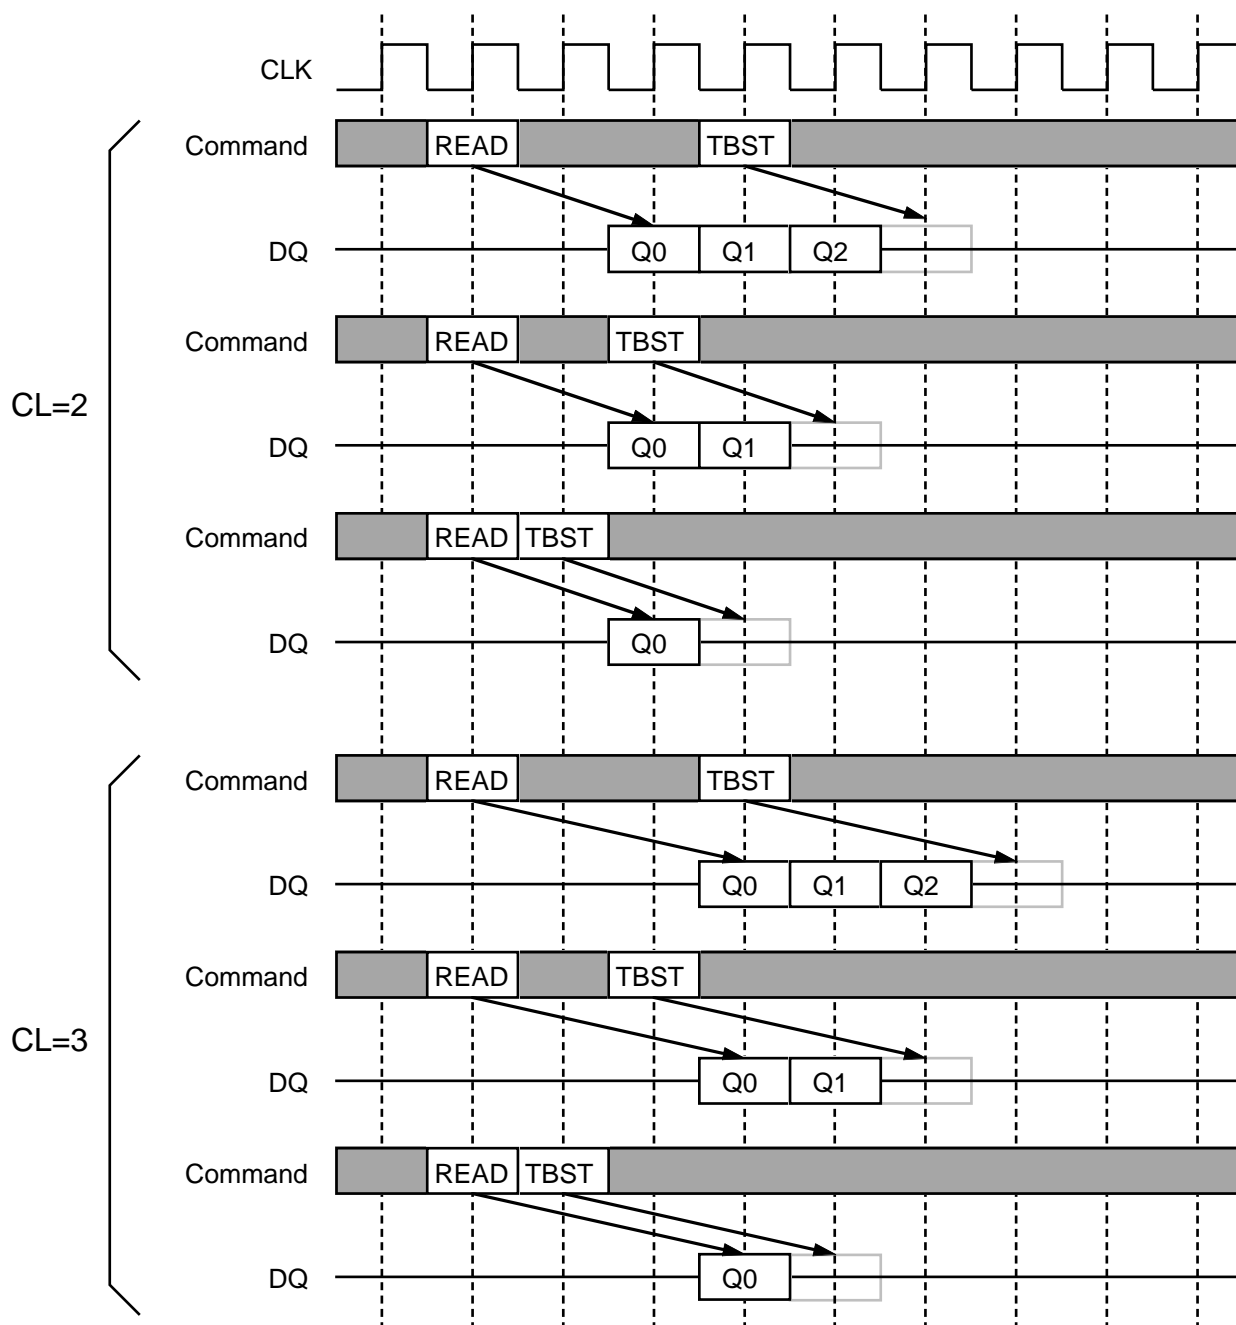 CLK
Command READ TBST
DQ Q0 Q1 Q2
Command READ TBST
CL=2
DQ Q0 Q1
Command READ TBST
DQ Q0
Command READ TBST
DQ Q0 Q1 Q2
Command READ TBST
CL=3
DQ Q0 Q1
Command READ TBST
DQ Q0